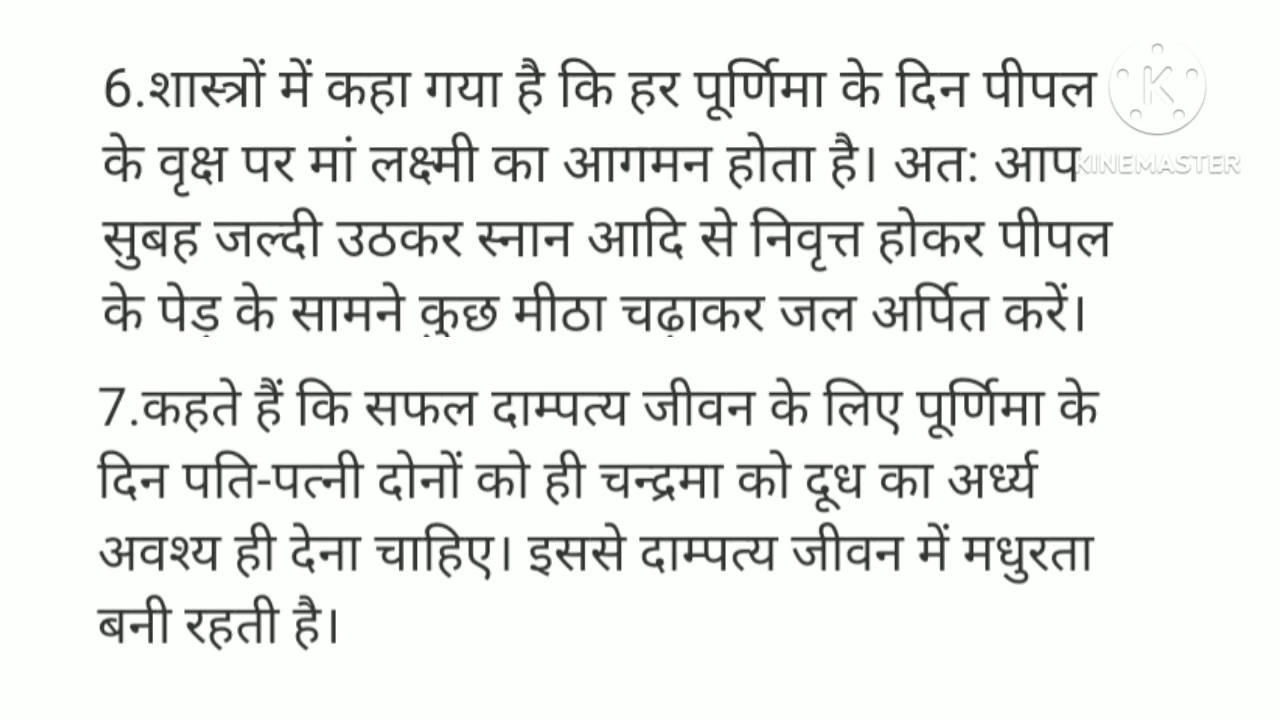 6.शास्त्रों में कहा गया है कि हर पूर्णिमा के दिन पीपल
के वृक्ष पर मां लक्ष्मी का आगमन होता है। अत: आप
सुबह जल्दी उठकर स्नान आदि से निवृत्त होकर पीपल
के पेड़ के सामने कुछ मीठा चढ़ाकर जल अर्पित करें।
7.कहते हैं कि सफल दाम्पत्य जीवन के लिए पूर्णिमा के
दिन पति-पत्नी दोनों को ही चन्द्रमा को दूध का अर्ध्य
अवश्य ही देना चाहिए। इससे दाम्पत्य जीवन में मधुरता
बनी रहती है।
K
KINEMASTER